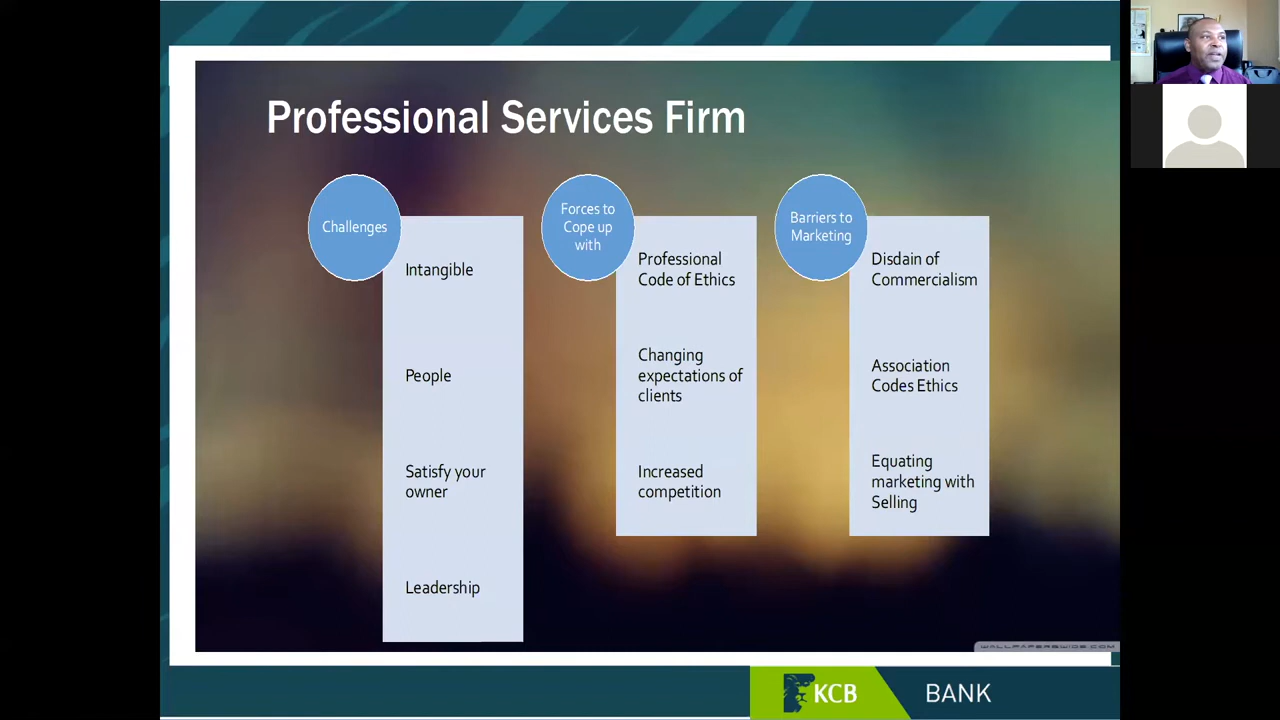 Professional Services Firm
Challenges
Intangible
People
Satisfy your
owner
Leadership
Forces to
Cope up
with
Professional
Code of Ethics
Changing
expectations of
clients
Increased
competition
Barriers to
Marketing
Disdain of
Commercialism
Association
Codes Ethics
Equating
marketing with
Selling
WALLPAPERSWIDE.COM
KCB BANK